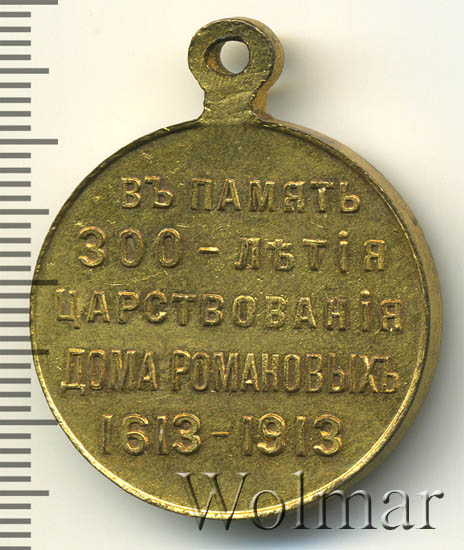 ВЪ ПАМЯТЬ
300-ЛѢТІЯ
ЦАРСТВОВАНІЯ
ДОМА РОМАНОВЫХЪ
1613-1913
Wolmar